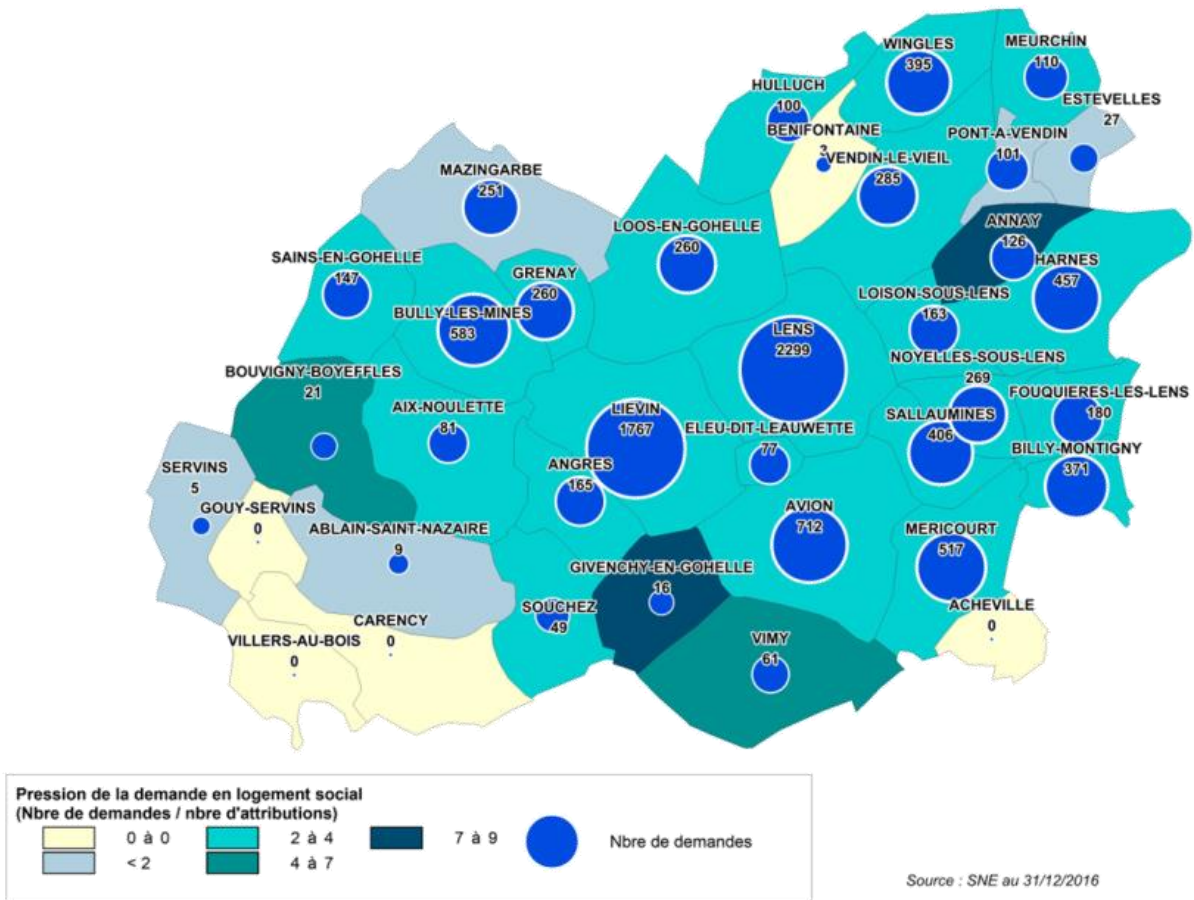 WINGLES
395
MEURCHIN
110
HULLUCH
100
ESTEVELLES
27
BENIFONTAINE
3
PONT-A-VENDIN
101
VENDIN-LE-VIEIL
285
MAZINGARBE
251
ANNAY
126
LOOS-EN-GOHELLE
260
SAINS-EN-GOHELLE
147
HARNES
457
GRENAY
260
LOISON-SOUS-LENS
163
BULLY-LES-MINES
583
LENS
2299
NOYELLES-SOUS-LENS
269
BOUVIGNY-BOYEFFLES
21
FOUQUIERES-LES-LENS
180
AIX-NOULETTE
81
LIEVIN
1767
SALLAUMINES
406
ELEU-DIT-LEAUWETTE
77
BILLY-MONTIGNY
371
SERVINS
5
ANGRES
165
GOUY-SERVINS
0
AVION
712
ABLAIN-SAINT-NAZAIRE
9
MERICOURT
517
GIVENCHY-EN-GOHELLE
16
SOUCHEZ
49
ACHEVILLE
0
CARENCY
0
VILLERS-AU-BOIS
0
VIMY
61
Pression de la demande en logement social
(Nbre de demandes / nbre d'attributions)
0 à 0
2 à 4
7 à 9
Nbre de demandes
< 2
4 à 7
Source : SNE au 31/12/2016